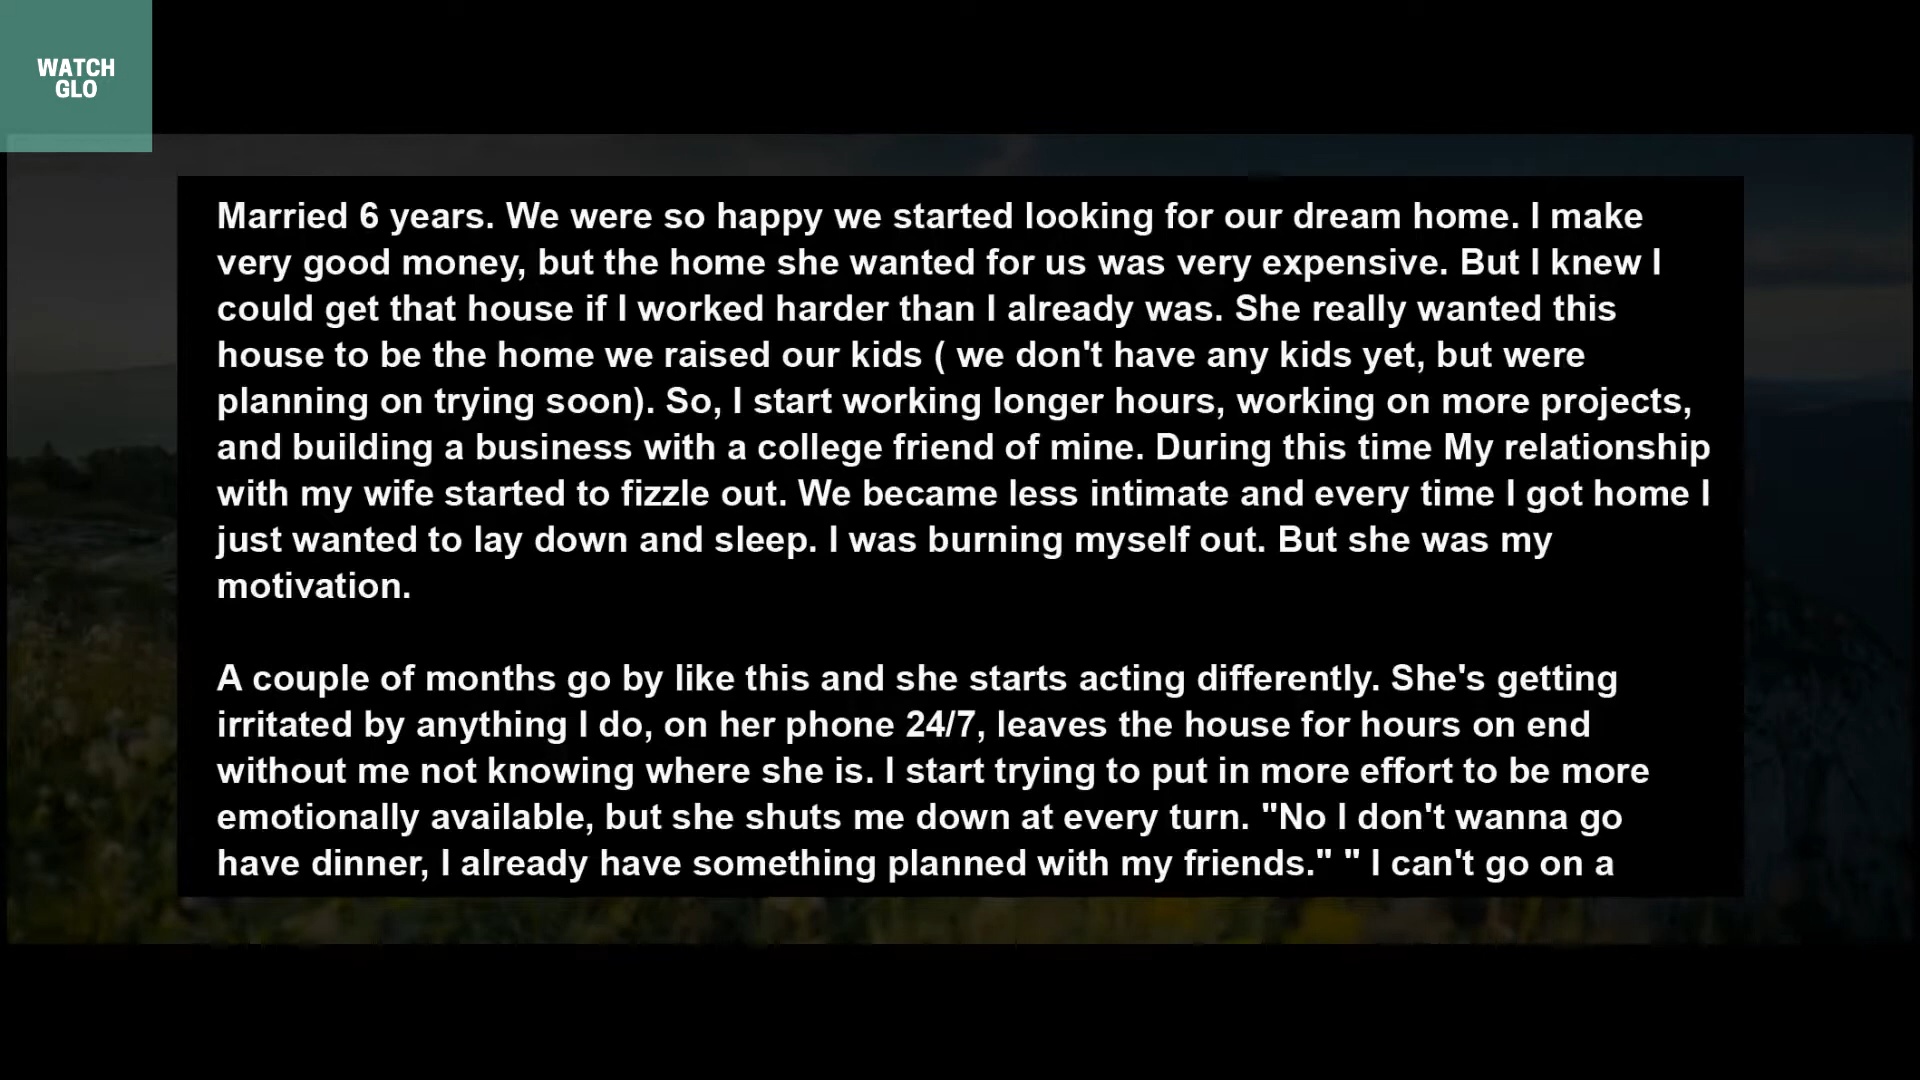 WATCH
GLO
Married 6 years. We were so happy we started looking for our dream home. I make
very good money, but the home she wanted for us was very expensive. But I knew I
could get that house if I worked harder than I already was. She really wanted this
house to be the home we raised our kids ( we don't have any kids yet, but were
planning on trying soon). So, I start working longer hours, working on more projects,
and building a business with a college friend of mine. During this time My relationship
with my wife started to fizzle out. We became less intimate and every time I got home I
just wanted to lay down and sleep. I was burning myself out. But she was my
motivation.
A couple of months go by like this and she starts acting differently. She's getting
irritated by anything I do, on her phone 24/7, leaves the house for hours on end
without me not knowing where she is. I start trying to put in more effort to be more
emotionally available, but she shuts me down at every turn. "No I don't wanna go
have dinner, I already have something planned with my friends." " I can't go on a